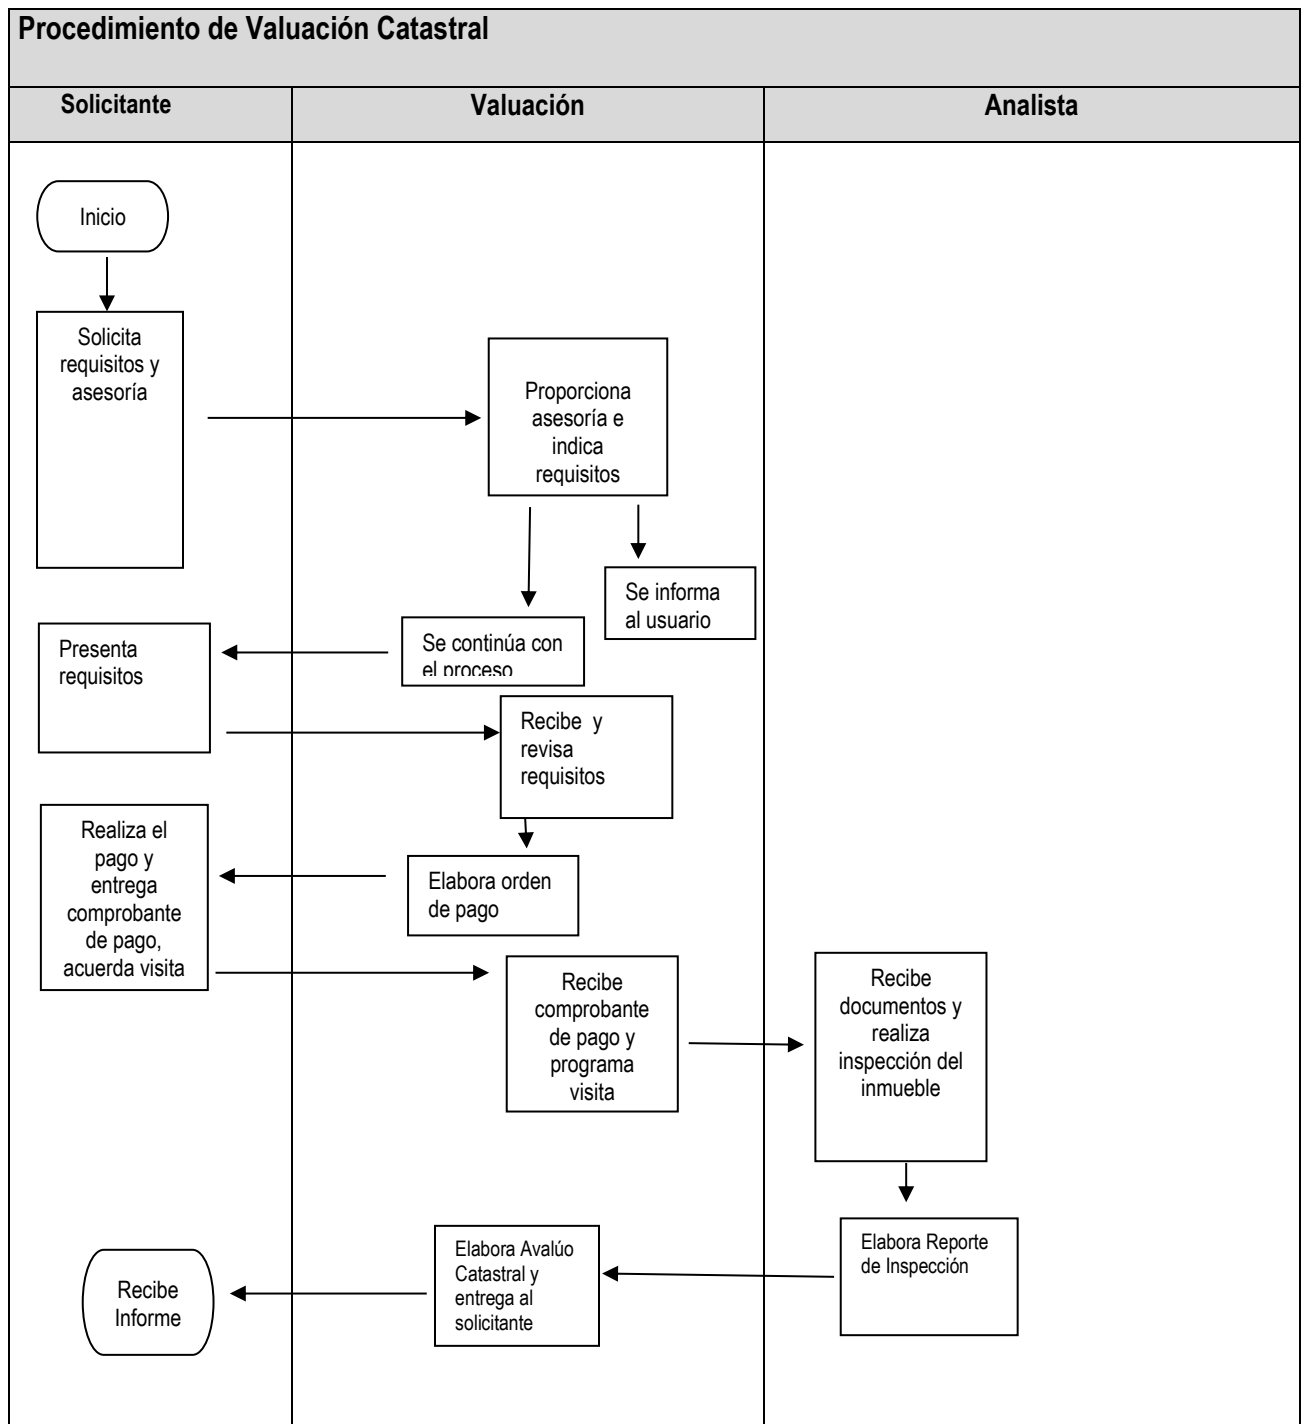 Procedimiento de Valuación Catastral
Solicitante
Valuación
Analista
Inicio
Solicita
requisitos y
asesoría
Proporciona
asesoría e
indica
requisitos
Se informa
al usuario
Se continúa con
el proceso
Presenta
requisitos
Recibe y
revisa
requisitos
Realiza el
pago y
entrega
comprobante
de pago,
acuerda visita
Elabora orden
de pago
Recibe
comprobante
de pago y
programa
visita
Recibe
documentos y
realiza
inspección del
inmueble
Elabora Reporte
de Inspección
Elabora Avalúo
Catastral y
entrega al
solicitante
Recibe
Informe